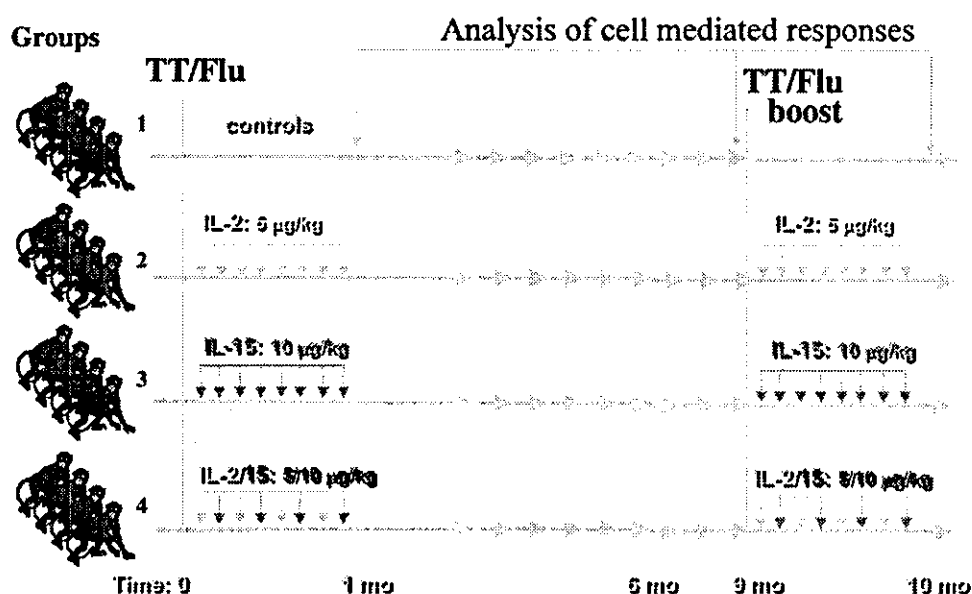 Analysis of cell mediated responses
Groups
TT/Flu
TT/Flu
boost
1
controls
IL-2: 5 µg/kg
IL-2: 5 µg/kg
2
IL-15: 10 µg/kg
IL-15: 10 µg/kg
3
IL-2/15: 5/10 µg/kg
IL-2/15: 5/10 µg/kg
4
Time: 0
1 mo
6 mo
9 mo
10 mo